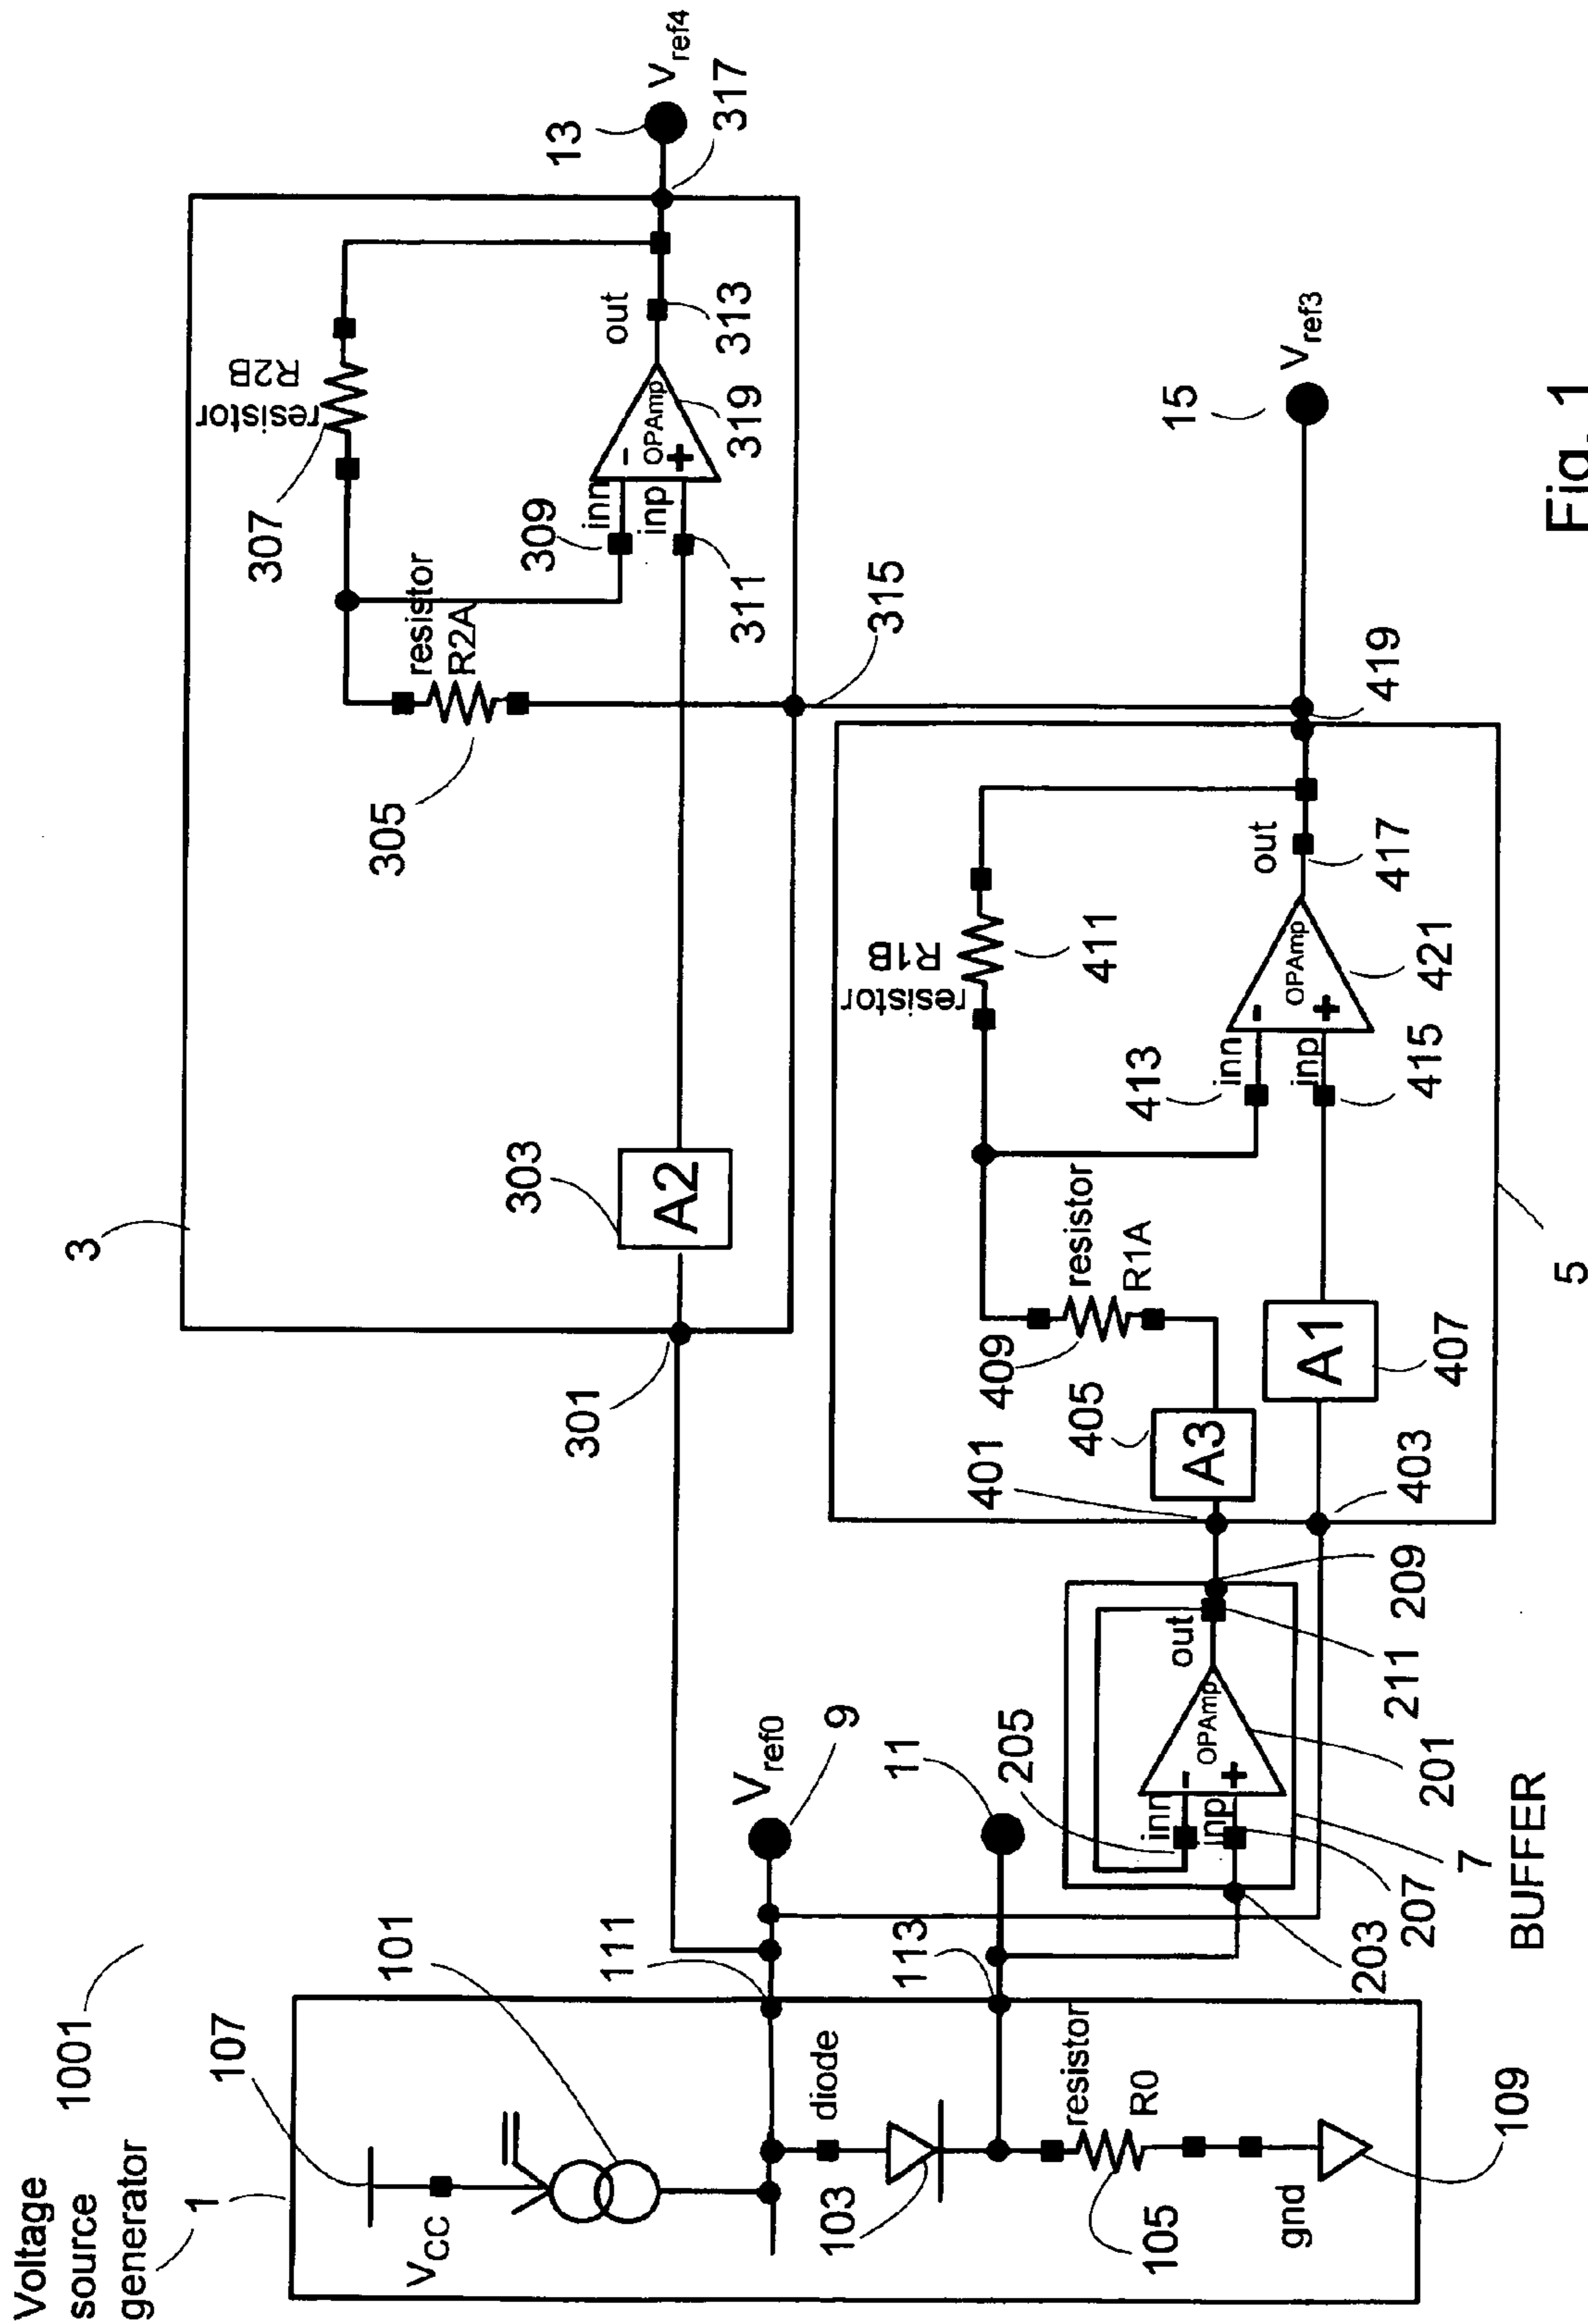 Voltage
source
generator
1001
1
107
V_CC
101
111
V_ref0
9
diode
103
113
11
resistor
R0
105
gnd
109
203
205
207
inn
inp
-
+
OPAmp
out
201
211
209
7
BUFFER
3
301
303
A2
305
resistor
R2A
307
resistor
R2B
309
inn
inp
311
-
+
OPAmp
out
319
313
315
317
13
V_ref4
401
403
405
A3
A1
407
409
resistor
R1A
resistor
R1B
411
413
inn
inp
415
-
+
OPAmp
out
421
417
419
5
15
V_ref3
Fig. 1